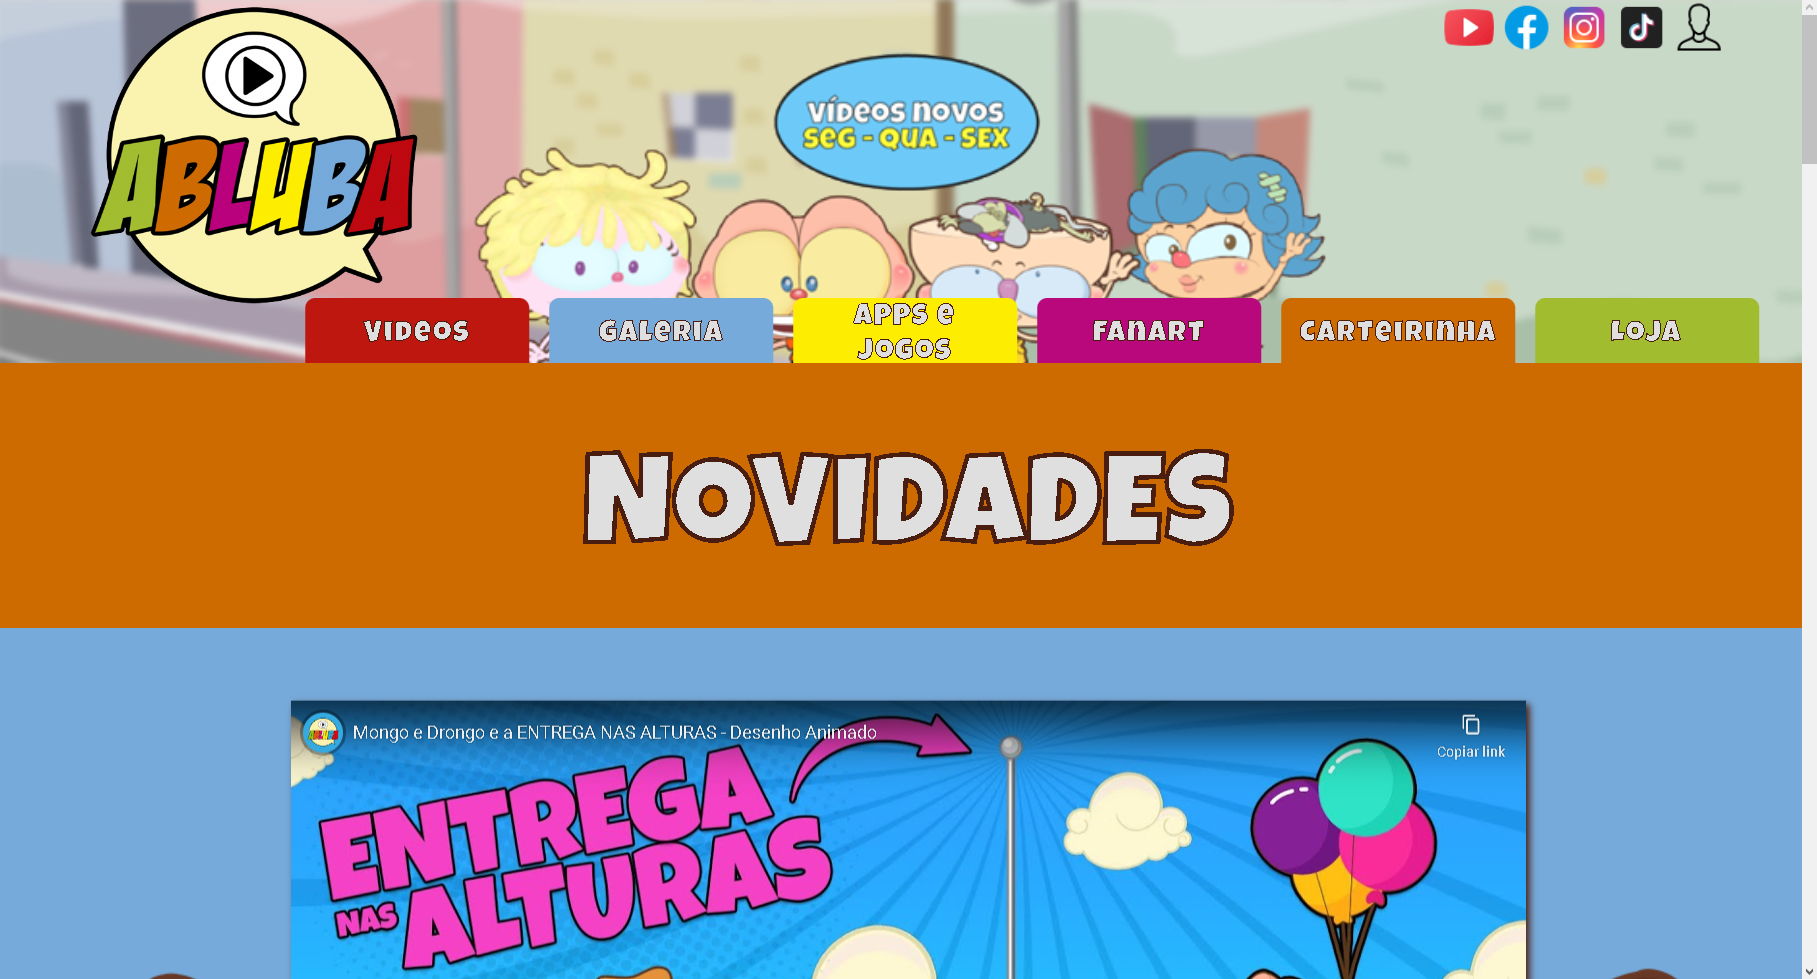 ABLUBA
VÍDEOS NOVOS
SEG - QUA - SEX
VIDEOS
GALERIA
APPS E
JOGOS
FANART
CARTEIRINHA
LOJA
NOVIDADES
ABLUBA
Mongo e Drongo e a ENTREGA NAS ALTURAS - Desenho Animado
Copiar link
ENTREGA
NAS ALTURAS